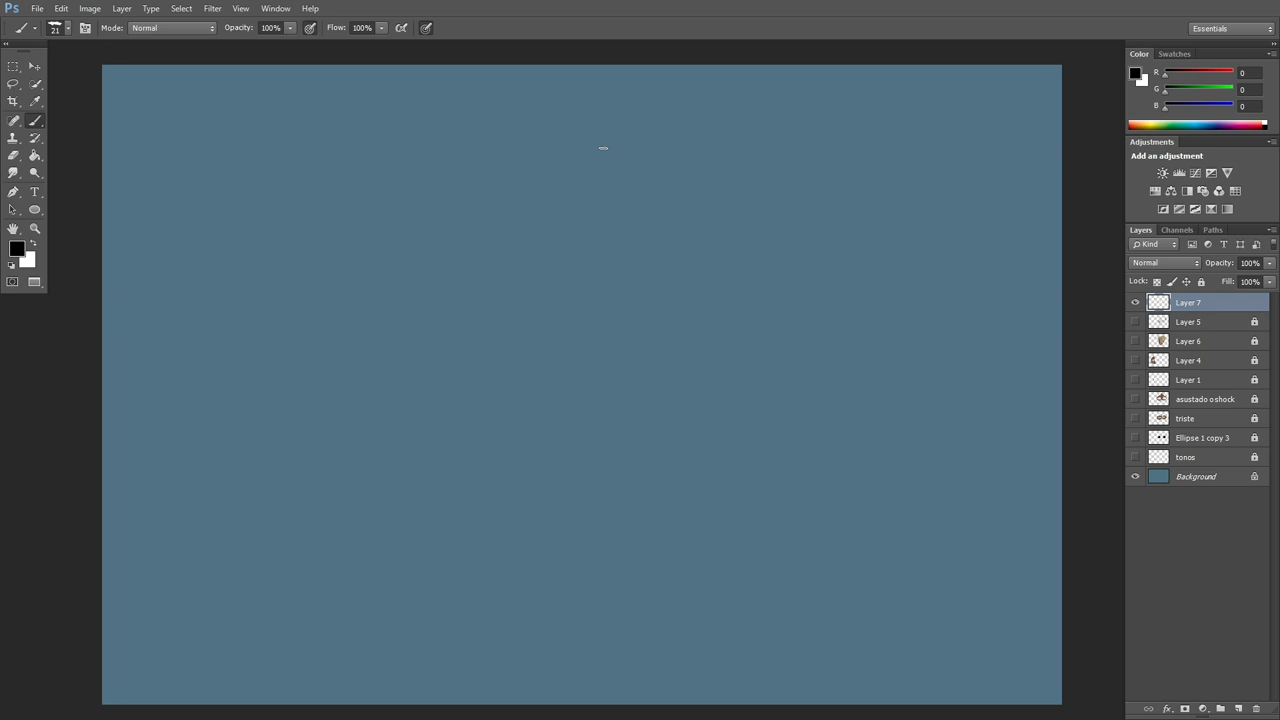 Ps File Edit Image Layer Type Select Filter View Window Help
21 Mode: Normal Opacity: 100% Flow: 100% Essentials
Color Swatches
R 0
G 0
B 0
Adjustments
Add an adjustment
Layers Channels Paths
Kind
Normal Opacity: 100%
Lock: Fill: 100%
Layer 7
Layer 5
Layer 6
Layer 4
Layer 1
asustado o shock
triste
Ellipse 1 copy 3
tonos
Background